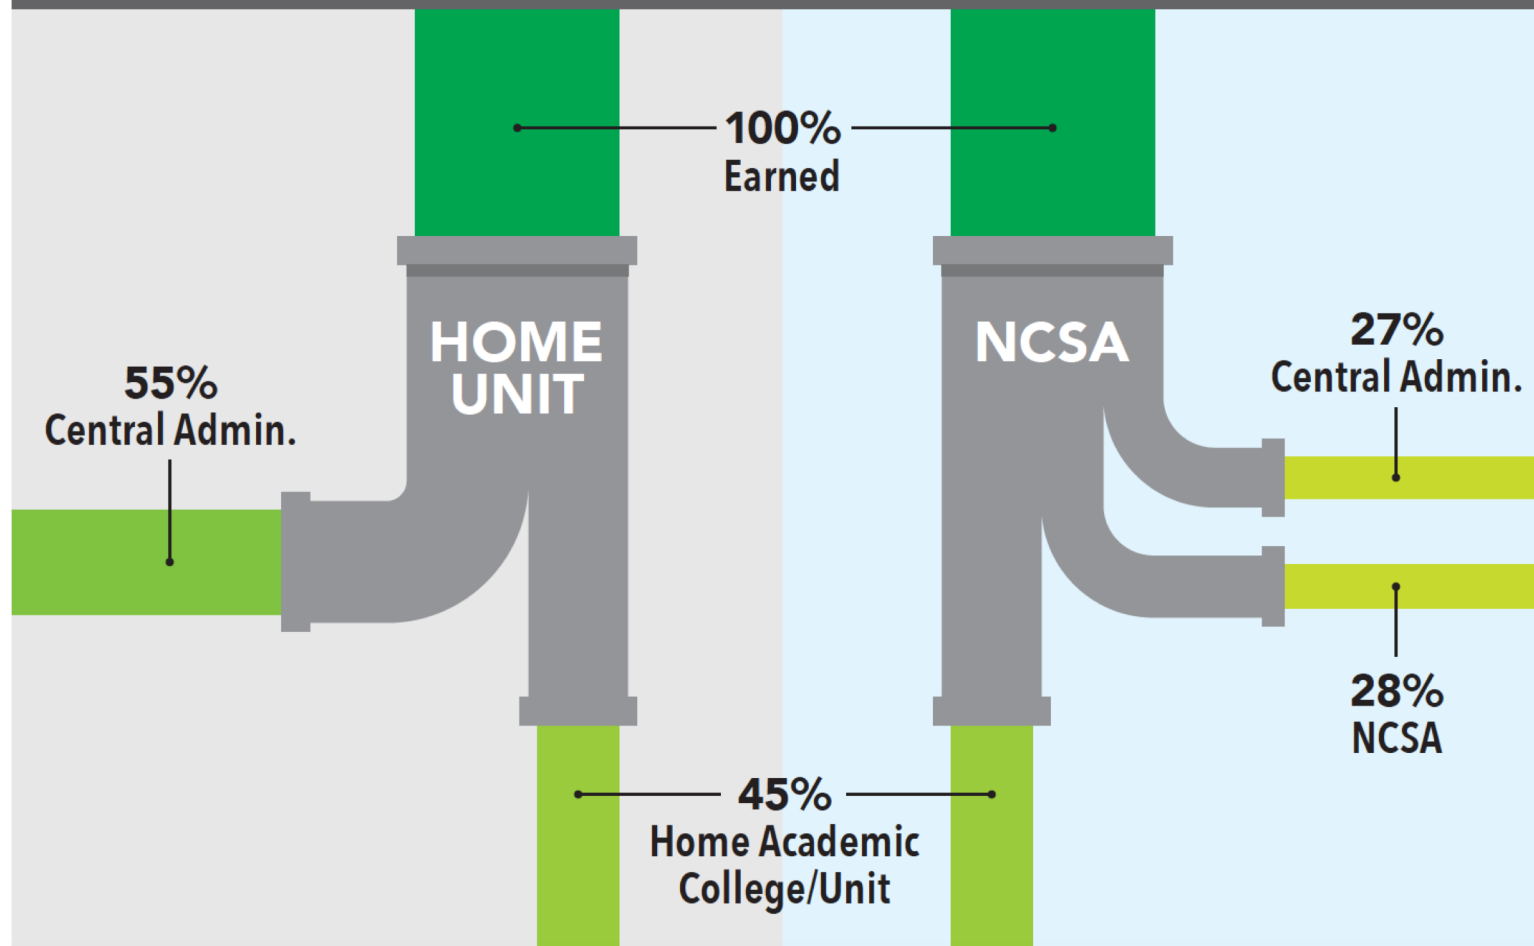 100%
Earned
HOME
UNIT
NCSA
55%
Central Admin.
27%
Central Admin.
28%
NCSA
45%
Home Academic
College/Unit